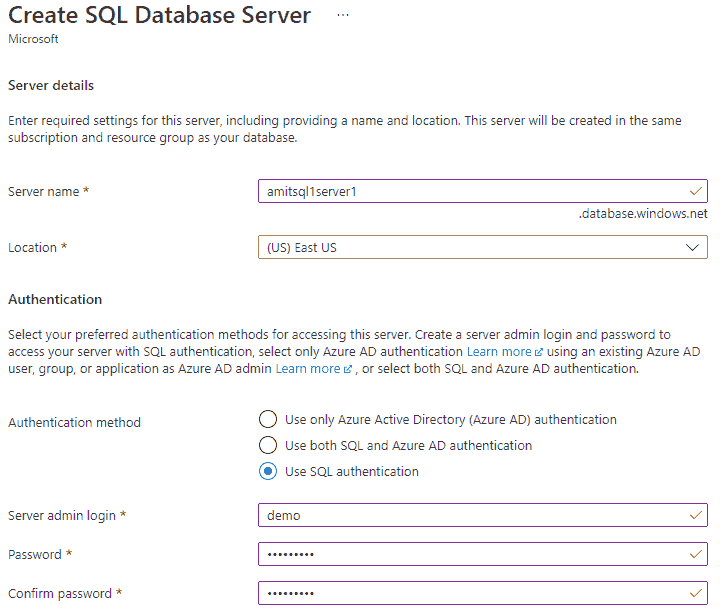 Create SQL Database Server ...
Microsoft
Server details
Enter required settings for this server, including providing a name and location. This server will be created in the same
subscription and resource group as your database.
Server name *
amitsql1server1
.database.windows.net
Location *
(US) East US
Authentication
Select your preferred authentication methods for accessing this server. Create a server admin login and password to
access your server with SQL authentication, select only Azure AD authentication Learn more using an existing Azure AD
user, group, or application as Azure AD admin Learn more , or select both SQL and Azure AD authentication.
Authentication method
Use only Azure Active Directory (Azure AD) authentication
Use both SQL and Azure AD authentication
Use SQL authentication
Server admin login *
demo
Password *
•••••••••
Confirm password *
•••••••••